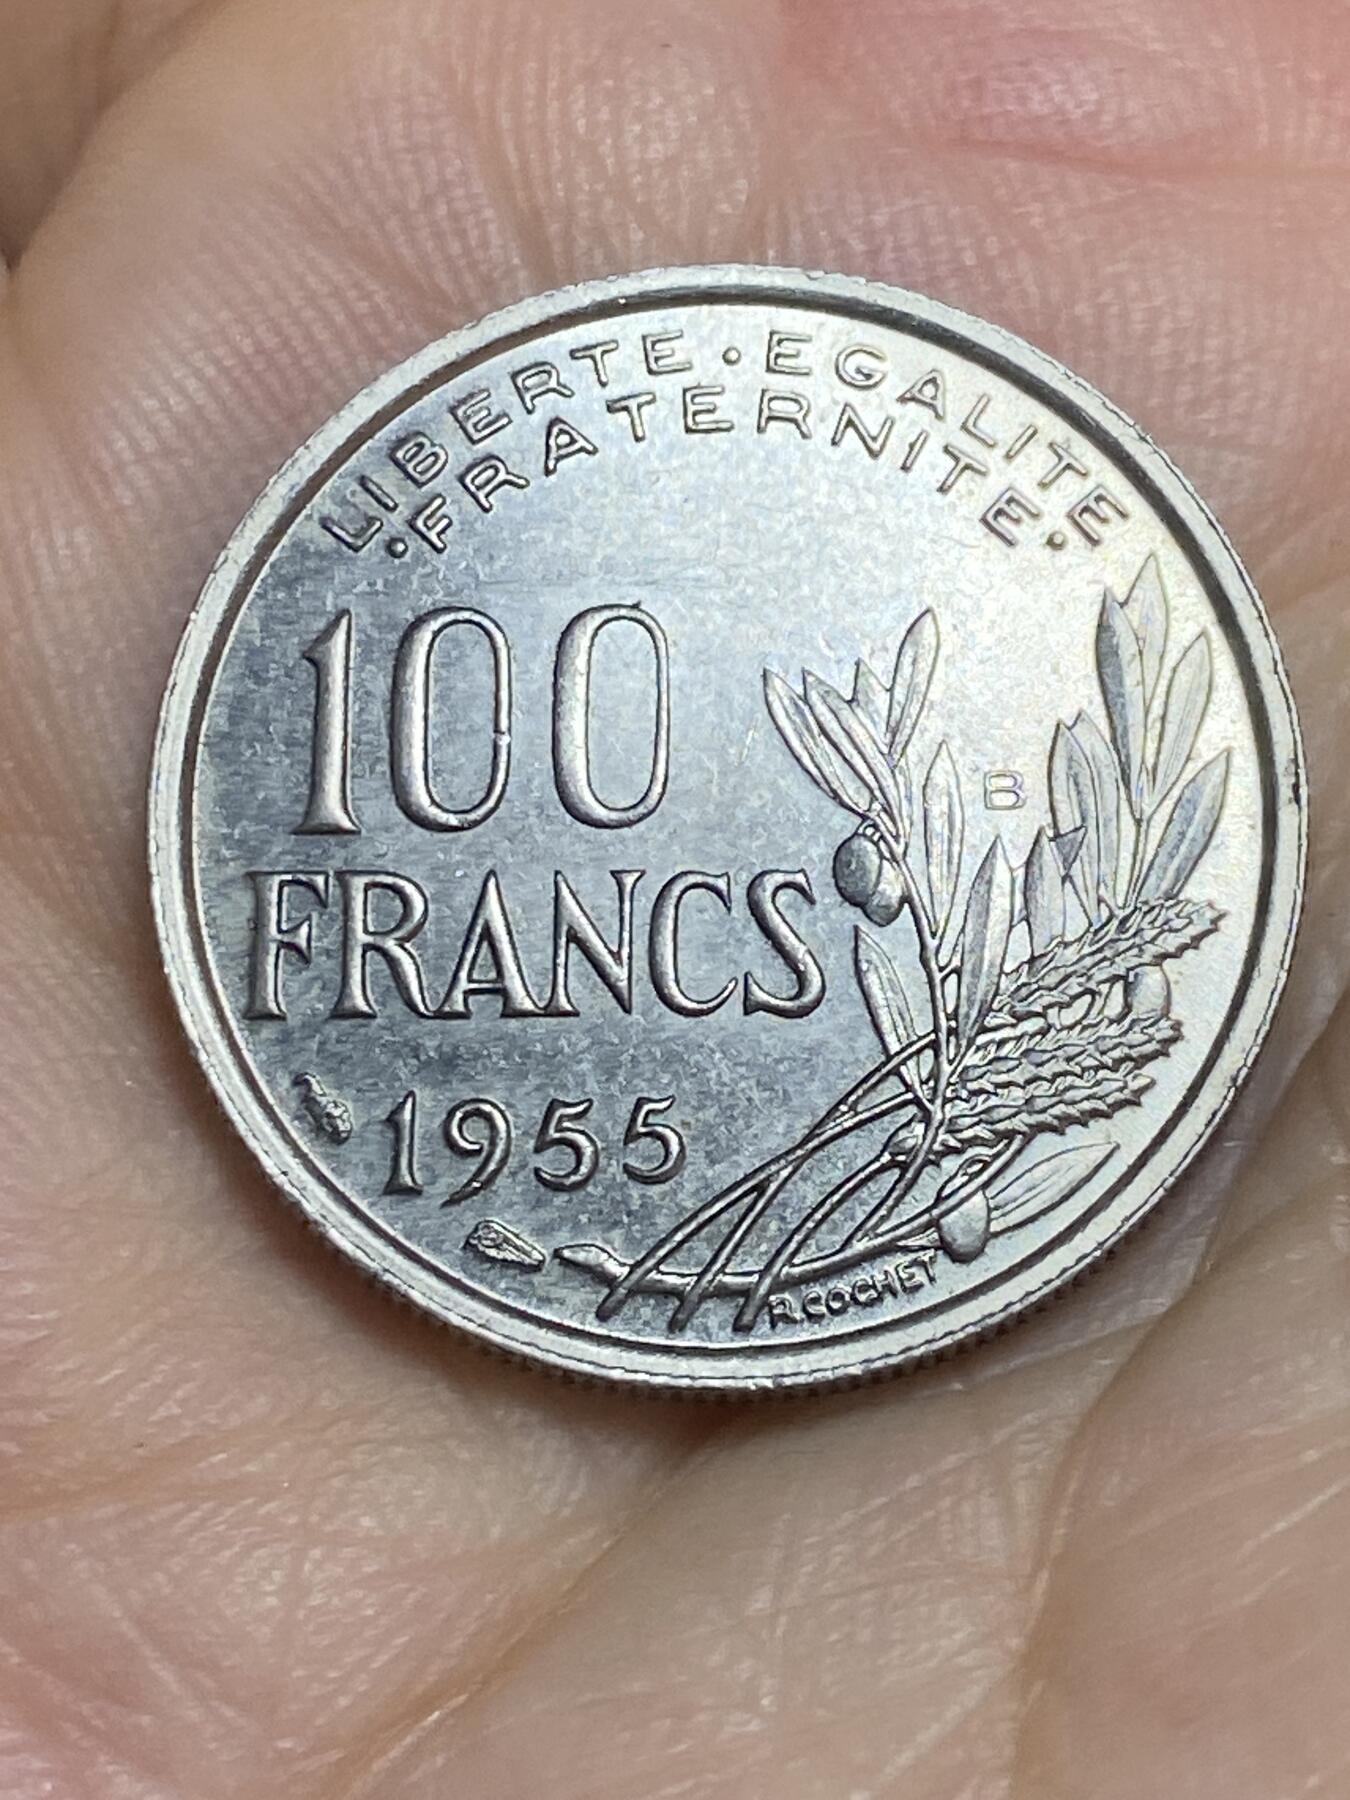 LIBERTE · EGALITE
· FRATERNITE ·
100
B
FRANCS
1955
R. COCHET